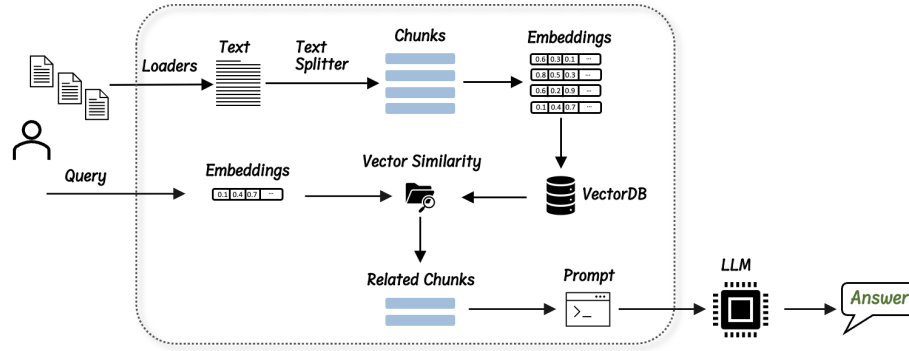 Loaders
Text
Text
Splitter
Chunks
Embeddings
0.6 0.3 0.1 ...
0.8 0.5 0.3 ...
0.6 0.2 0.9 ...
0.1 0.4 0.7 ...
Query
Embeddings
0.1 0.4 0.7 ...
Vector Similarity
VectorDB
Related Chunks
Prompt
>_
LLM
Answer